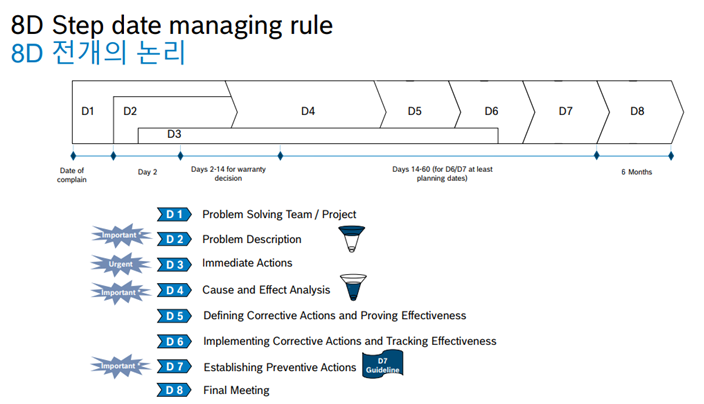 8D Step date managing rule
8D 전개의 논리
D1
D2
D3
D4
D5
D6
D7
D8
Date of
complain
Day 2
Days 2-14 for warranty
decision
Days 14-60 (for D6/D7 at least
planning dates)
6 Months
D 1 Problem Solving Team / Project
Important D 2 Problem Description
Urgent D 3 Immediate Actions
Important D 4 Cause and Effect Analysis
D 5 Defining Corrective Actions and Proving Effectiveness
D 6 Implementing Corrective Actions and Tracking Effectiveness
Important D 7 Establishing Preventive Actions D7
Guideline
D 8 Final Meeting